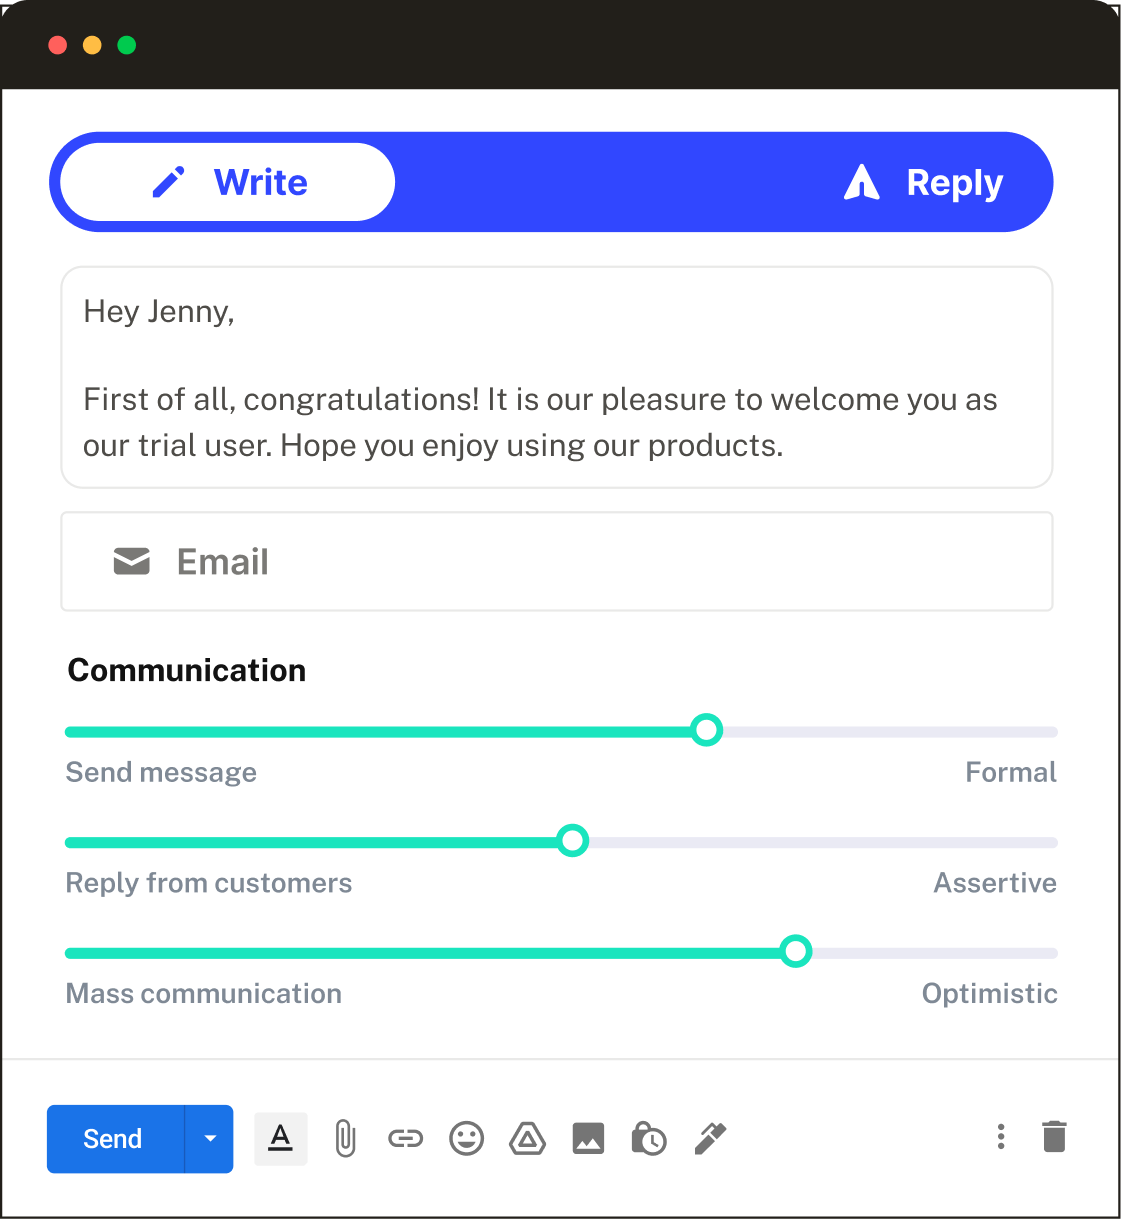 Write
Reply
Hey Jenny,
First of all, congratulations! It is our pleasure to welcome you as
our trial user. Hope you enjoy using our products.
Email
Communication
Send message
Formal
Reply from customers
Assertive
Mass communication
Optimistic
Send
A